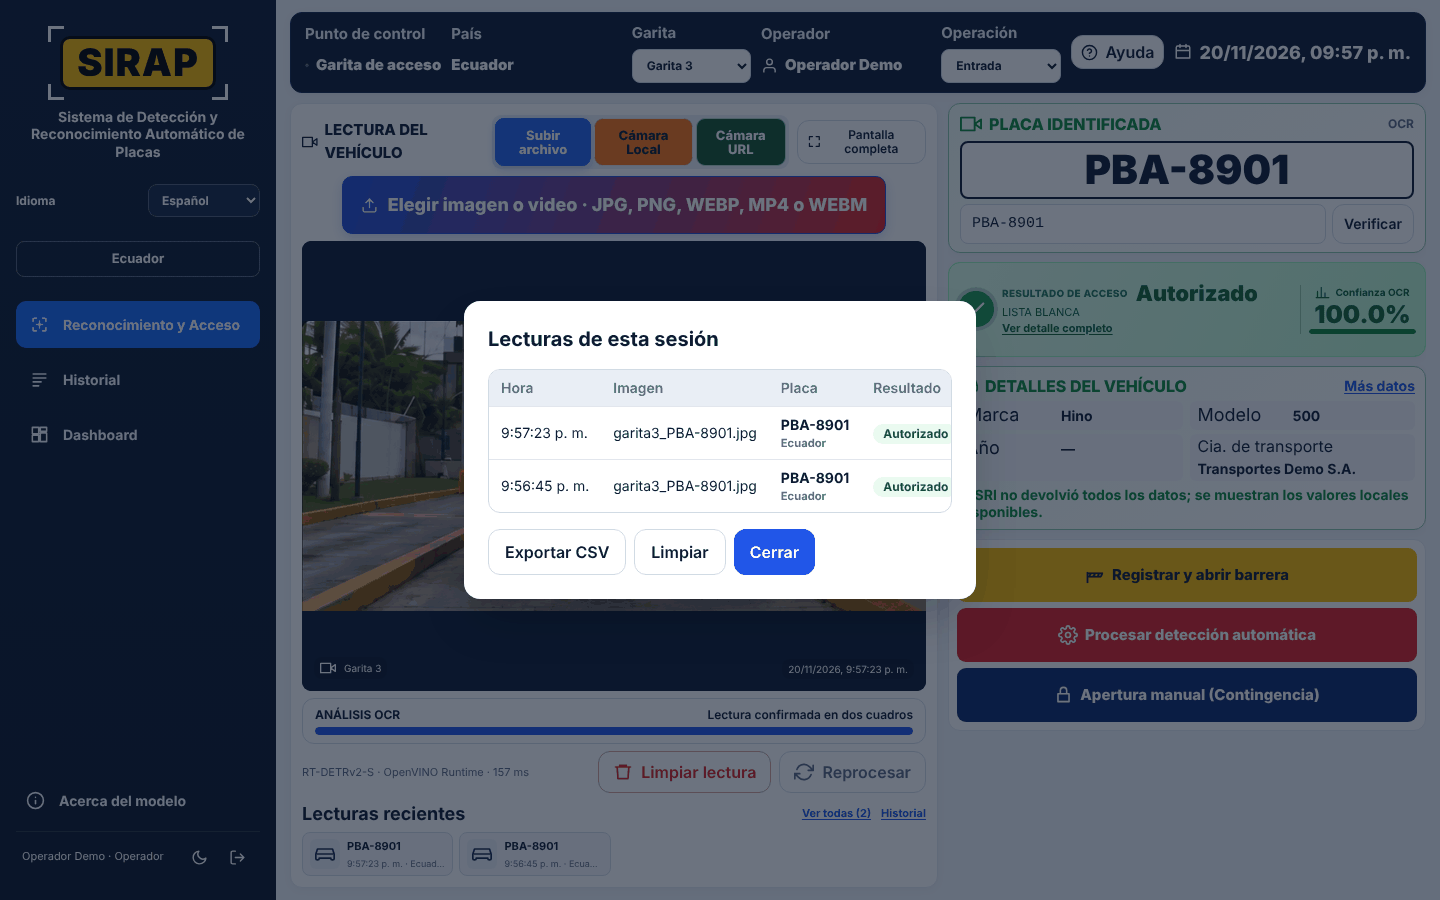 SIRAP
Sistema de Detección y
Reconocimiento Automático de
Placas
Idioma
Español
Ecuador
Reconocimiento y Acceso
Historial
Dashboard
Acerca del modelo
Operador Demo · Operador
Punto de control
· Garita de acceso
País
Ecuador
Garita
Garita 3
Operador
Operador Demo
Operación
Entrada
Ayuda
20/11/2026, 09:57 p. m.
LECTURA DEL
VEHÍCULO
Subir
archivo
Cámara
Local
Cámara
URL
Pantalla
completa
Elegir imagen o video · JPG, PNG, WEBP, MP4 o WEBM
Garita 3
20/11/2026, 9:57:23 p. m.
ANÁLISIS OCR
Lectura confirmada en dos cuadros
RT-DETRv2-S · OpenVINO Runtime · 157 ms
Limpiar lectura
Reprocesar
Lecturas recientes
Ver todas (2)
Historial
PBA-8901
9:57:23 p. m. · Ecuad...
PBA-8901
9:56:45 p. m. · Ecua...
PLACA IDENTIFICADA
OCR
PBA-8901
PBA-8901
Verificar
RESULTADO DE ACCESO Autorizado
LISTA BLANCA
Ver detalle completo
Confianza OCR
100.0%
DETALLES DEL VEHÍCULO
Más datos
Marca Hino
Modelo 500
Año —
Cia. de transporte
Transportes Demo S.A.
SRI no devolvió todos los datos; se muestran los valores locales
sponibles.
Registrar y abrir barrera
Procesar detección automática
Apertura manual (Contingencia)
Lecturas de esta sesión
Hora Imagen Placa Resultado
9:57:23 p. m. garita3_PBA-8901.jpg PBA-8901 Autorizado
Ecuador
9:56:45 p. m. garita3_PBA-8901.jpg PBA-8901 Autorizado
Ecuador
Exportar CSV
Limpiar
Cerrar